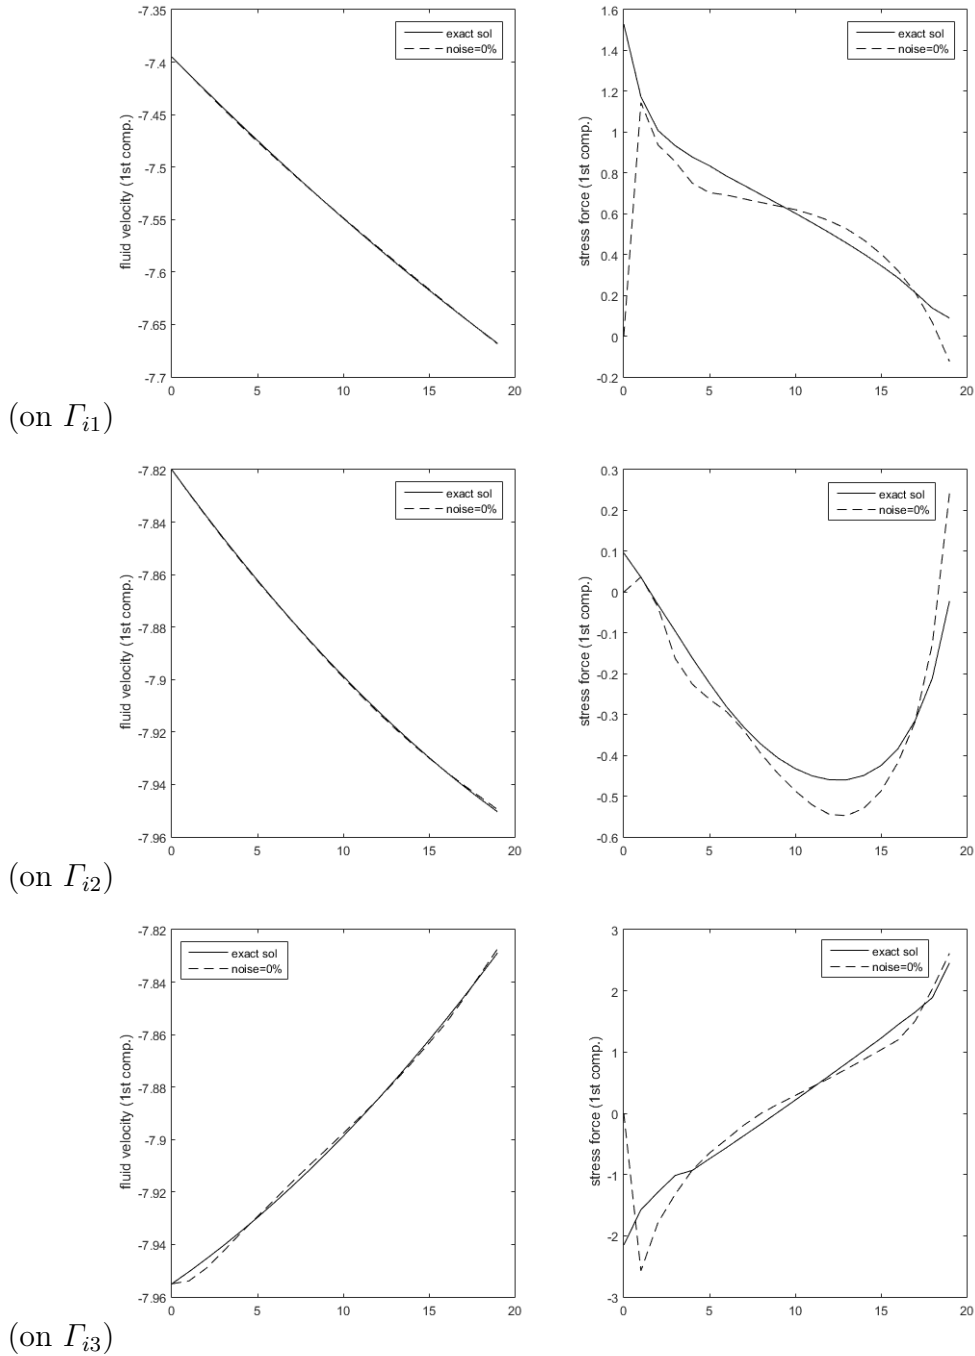 -7.35
-7.4
-7.45
-7.5
-7.55
-7.6
-7.65
-7.7
0 5 10 15 20
fluid velocity (1st comp.)
exact sol
noise=0%
1.6
1.4
1.2
1
0.8
0.6
0.4
0.2
0
-0.2
0 5 10 15 20
stress force (1st comp.)
exact sol
noise=0%
(on Γi1)
-7.82
-7.84
-7.86
-7.88
-7.9
-7.92
-7.94
-7.96
0 5 10 15 20
fluid velocity (1st comp.)
exact sol
noise=0%
0.3
0.2
0.1
0
-0.1
-0.2
-0.3
-0.4
-0.5
-0.6
0 5 10 15 20
stress force (1st comp.)
exact sol
noise=0%
(on Γi2)
-7.82
-7.84
-7.86
-7.88
-7.9
-7.92
-7.94
-7.96
0 5 10 15 20
fluid velocity (1st comp.)
exact sol
noise=0%
3
2
1
0
-1
-2
-3
0 5 10 15 20
stress force (1st comp.)
exact sol
noise=0%
(on Γi3)